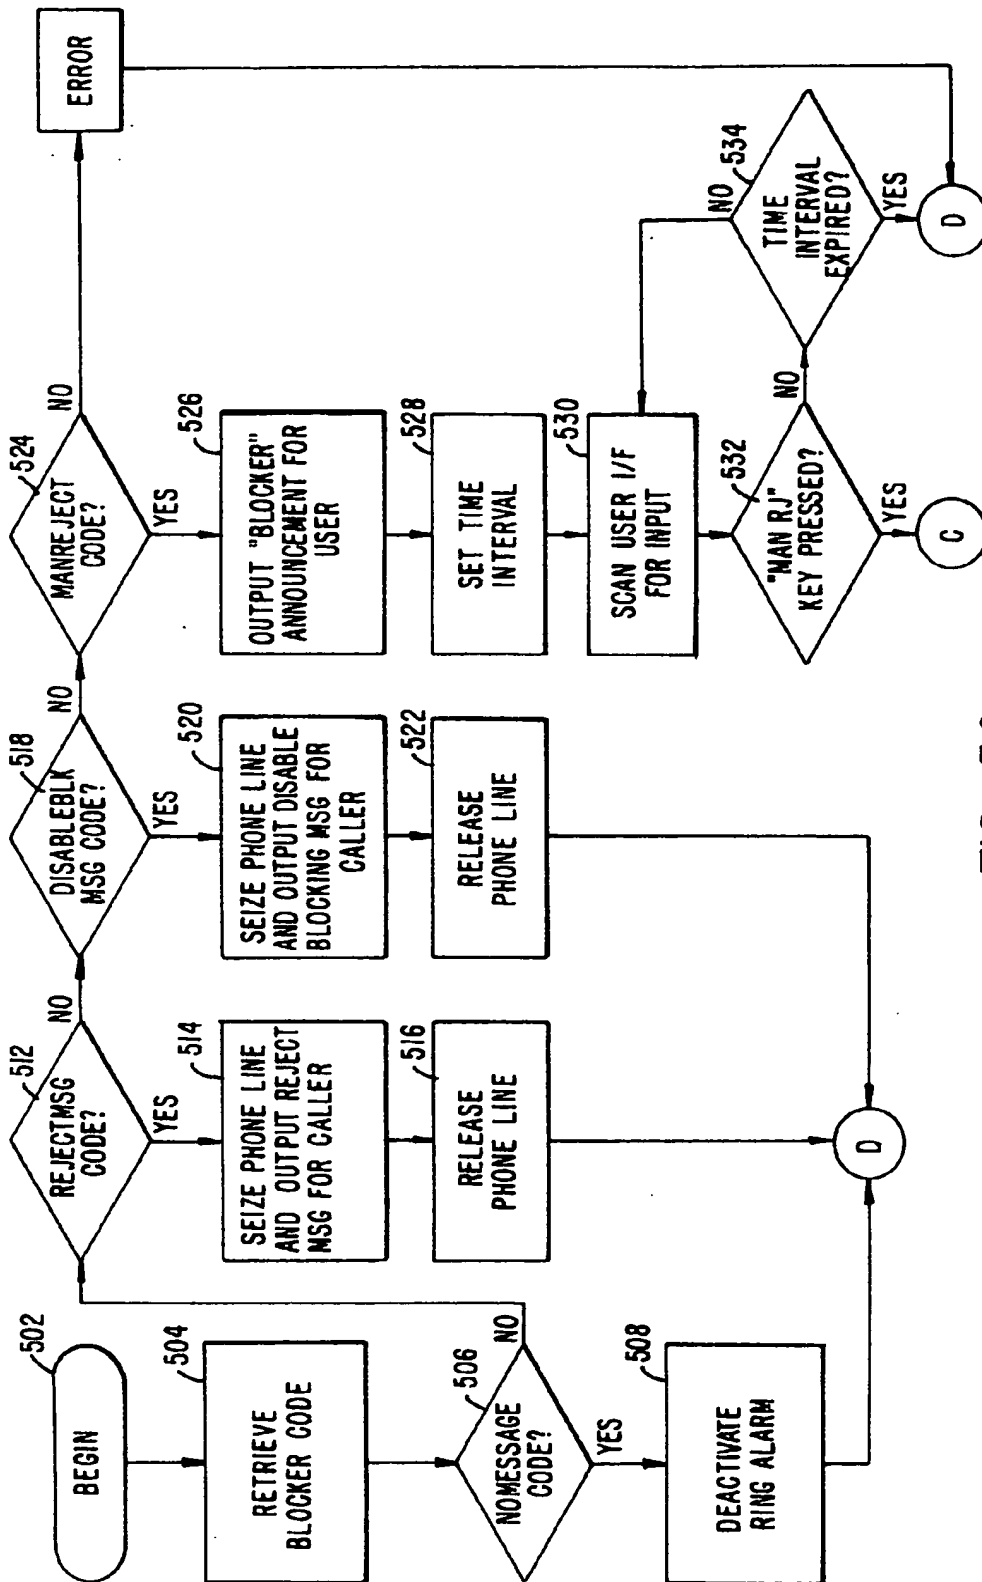 BEGIN
502
RETRIEVE
BLOCKER CODE
504
NOMESSAGE
CODE?
506
NO
YES
DEACTIVATE
RING ALARM
508
REJECTMSG
CODE?
512
NO
YES
SEIZE PHONE LINE
AND OUTPUT REJECT
MSG FOR CALLER
514
RELEASE
PHONE LINE
516
D
DISABLEBLK
MSG CODE?
518
NO
YES
SEIZE PHONE LINE
AND OUTPUT DISABLE
BLOCKING MSG FOR
CALLER
520
RELEASE
PHONE LINE
522
MANREJECT
CODE?
524
NO
YES
OUTPUT "BLOCKER"
ANNOUNCEMENT FOR
USER
526
SET TIME
INTERVAL
528
SCAN USER I/F
FOR INPUT
530
"MAN RJ"
KEY PRESSED?
532
NO
YES
C
TIME
INTERVAL
EXPIRED?
534
NO
YES
D
ERROR